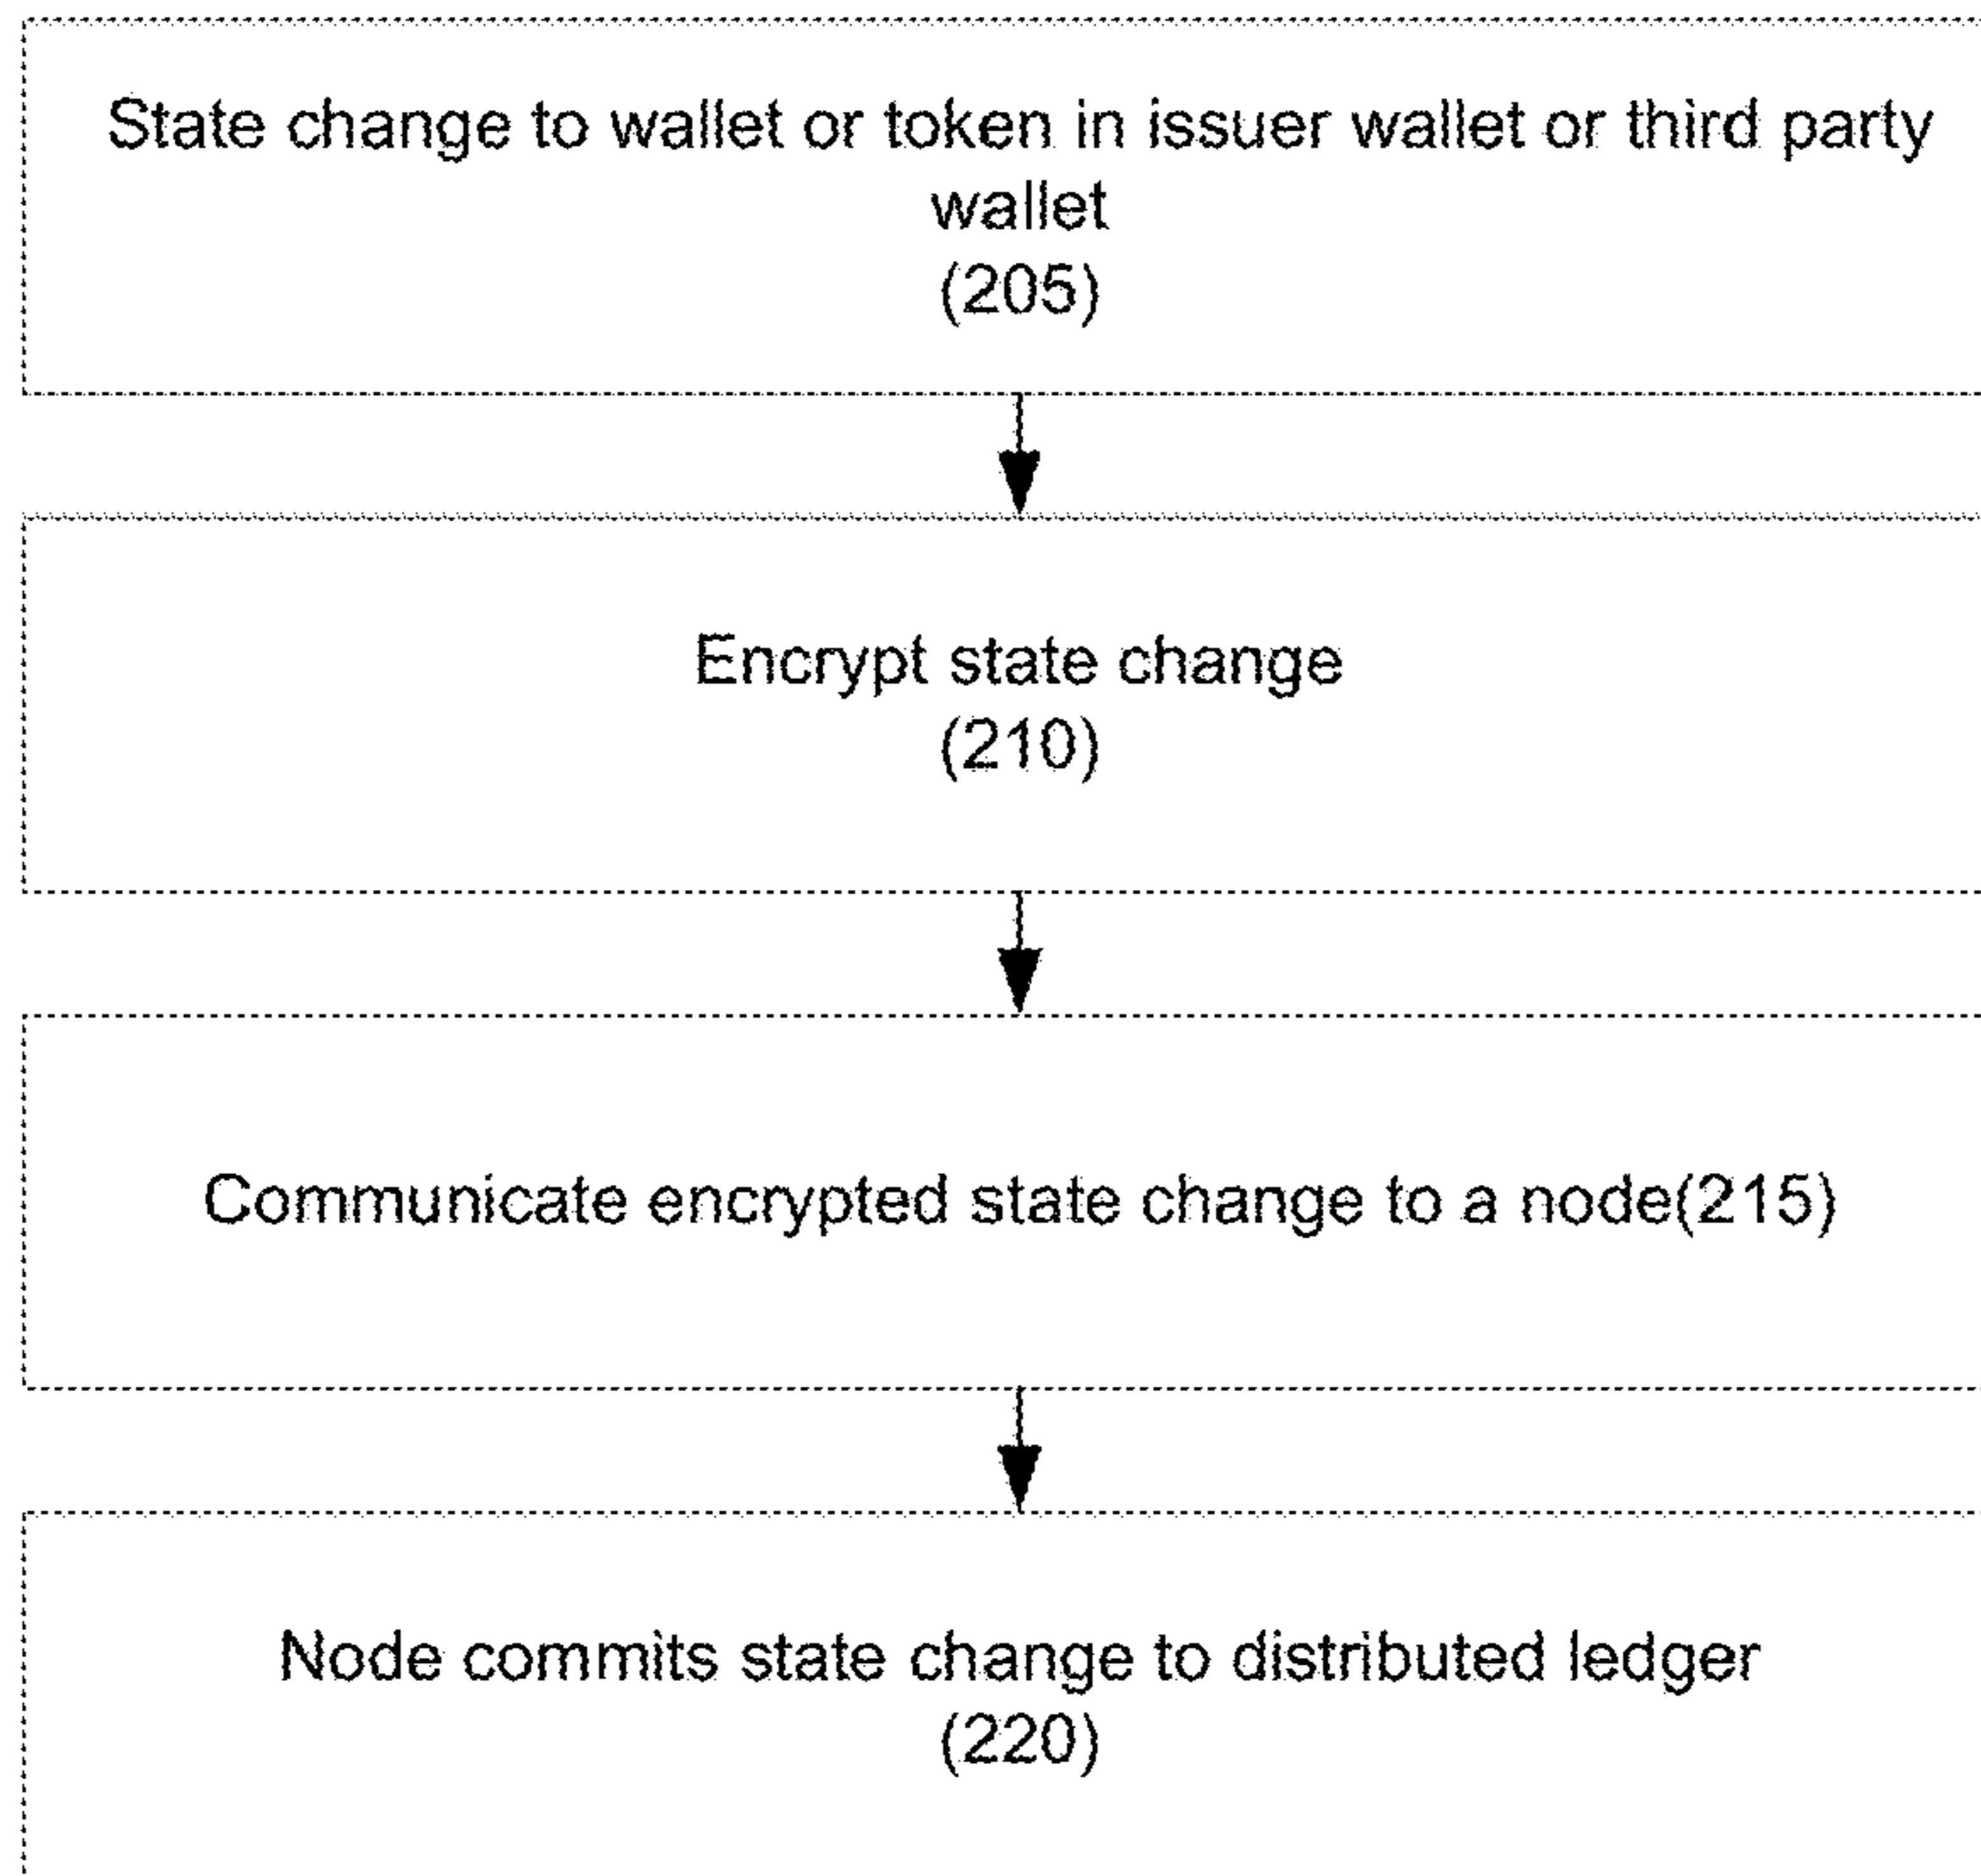 State change to wallet or token in issuer wallet or third party
wallet
(205)
Encrypt state change
(210)
Communicate encrypted state change to a node(215)
Node commits state change to distributed ledger
(220)